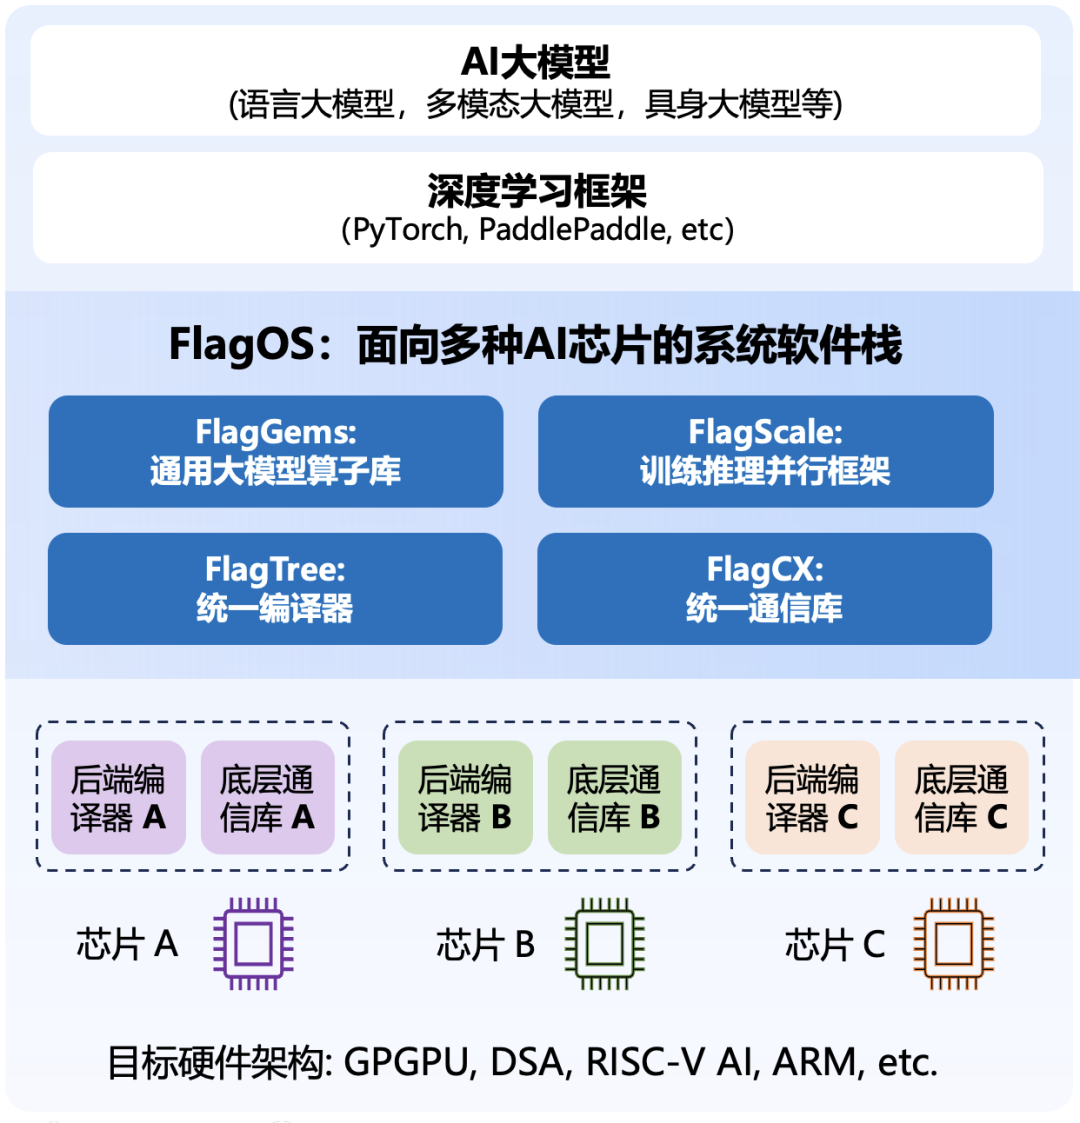 AI大模型
(语言大模型，多模态大模型，具身大模型等)
深度学习框架
(PyTorch, PaddlePaddle, etc)
FlagOS：面向多种AI芯片的系统软件栈
FlagGems:
通用大模型算子库
FlagScale:
训练推理并行框架
FlagTree:
统一编译器
FlagCX:
统一通信库
后端编
译器 A
底层通
信库 A
后端编
译器 B
底层通
信库 B
后端编
译器 C
底层通
信库 C
芯片 A
芯片 B
芯片 C
目标硬件架构: GPGPU, DSA, RISC-V AI, ARM, etc.